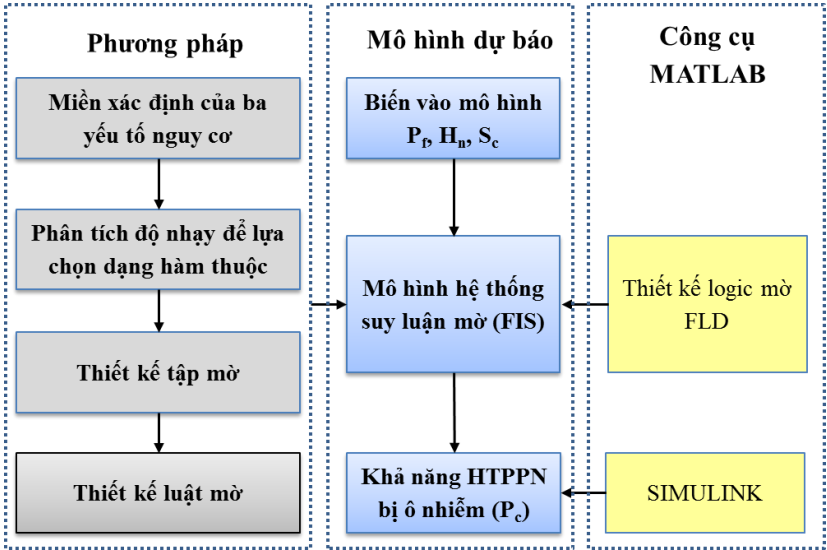 Phương pháp
Miền xác định của ba
yếu tố nguy cơ
Phân tích độ nhạy để lựa
chọn dạng hàm thuộc
Thiết kế tập mờ
Thiết kế luật mờ
Mô hình dự báo
Biến vào mô hình
Pf, Hn, Sc
Mô hình hệ thống
suy luận mờ (FIS)
Khả năng HTPPN
bị ô nhiễm (Pc)
Công cụ
MATLAB
Thiết kế logic mờ
FLD
SIMULINK